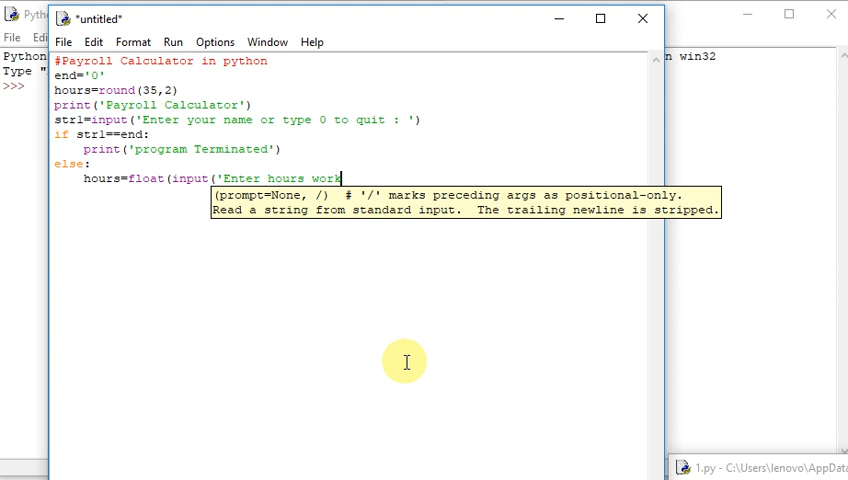 Pyth
*untitled*
File Edi
File Edit Format Run Options Window Help
Python
n win32
Type "
>>>
#Payroll Calculator in python
end='0'
hours=round(35,2)
print('Payroll Calculator')
str1=input('Enter your name or type 0 to quit : ')
if str1==end:
    print('program Terminated')
else:
    hours=float(input('Enter hours work
(prompt=None, /)  # '/' marks preceding args as positional-only.
Read a string from standard input.  The trailing newline is stripped.
1.py - C:\Users\lenovo\AppData